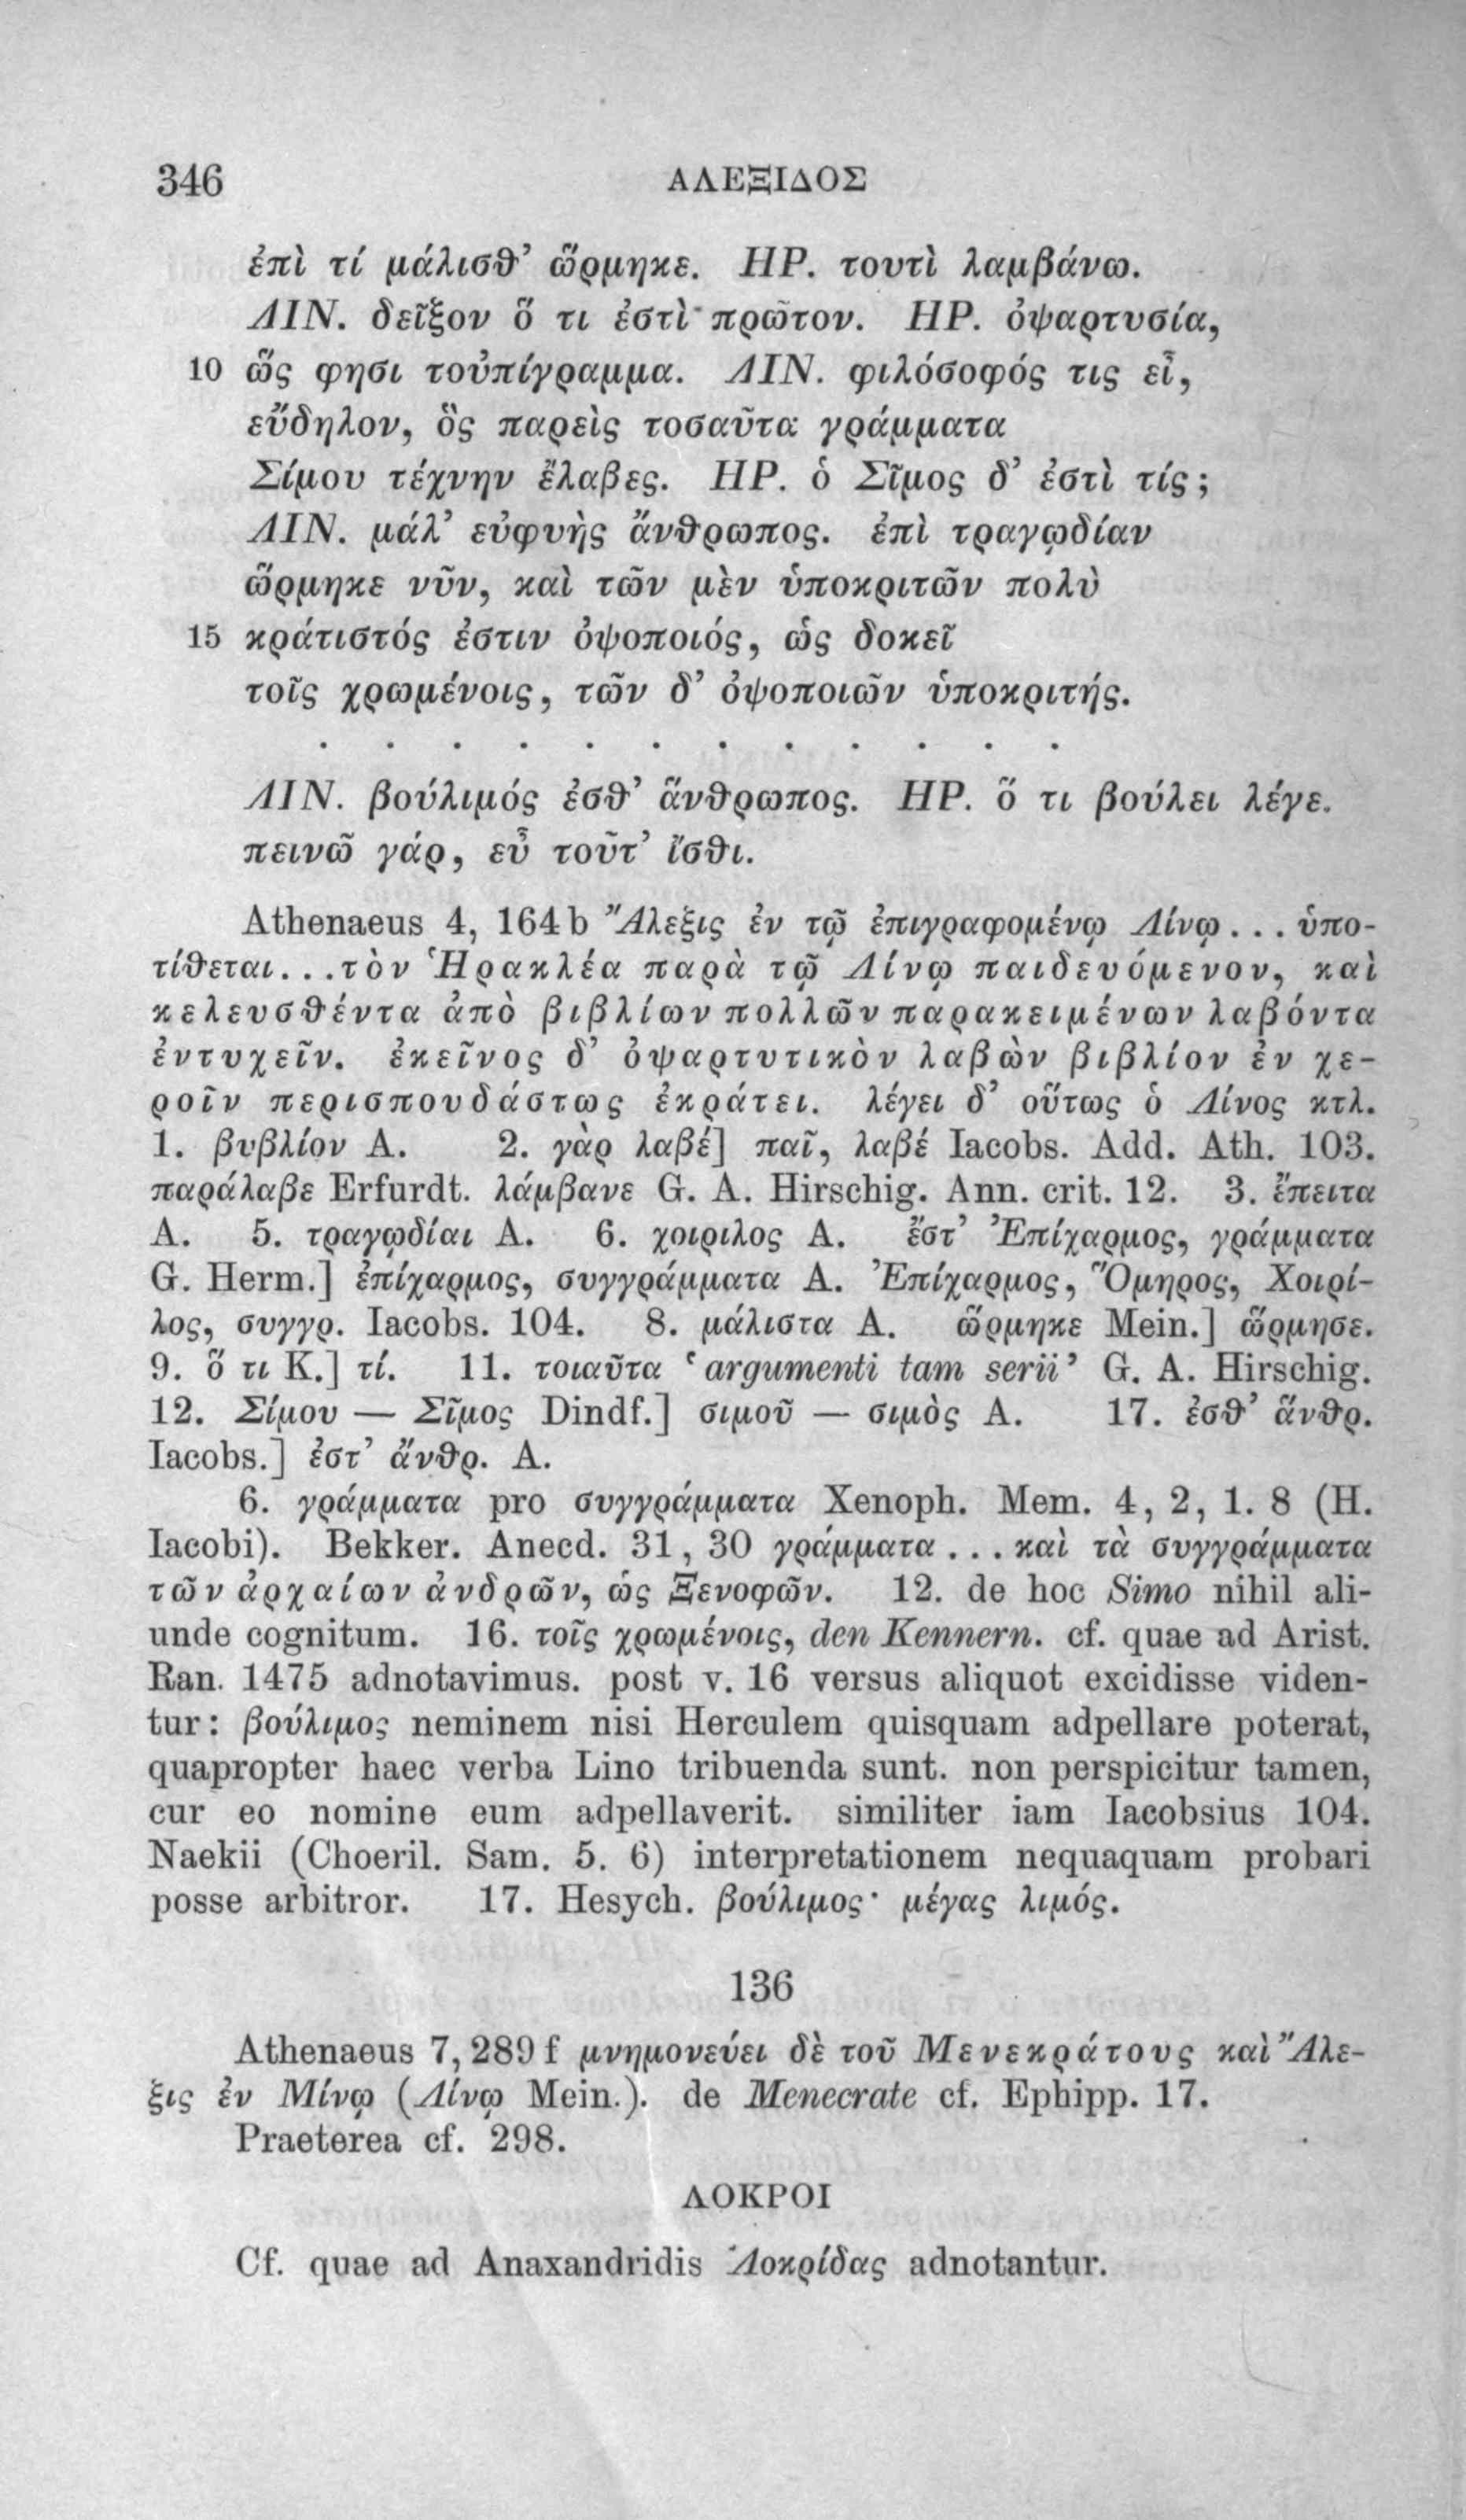 346 ΑΛΕΞΙΔΟΣ
ἐπὶ τί μάλισθ’ ὥρμηκε. ΗΡ. τουτὶ λαμβάνω.
ΛΙΝ. δεῖξον ὅ τι ἐστὶ πρῶτον. ΗΡ. ὀψαρτυσία,
10 ὥς φησι τοὐπίγραμμα. ΛΙΝ. φιλόσοφός τις εἶ,
εὔδηλον, ὃς παρεὶς τοσαῦτα γράμματα
Σίμου τέχνην ἔλαβες. ΗΡ. ὁ Σῖμος δ’ ἐστὶ τίς;
ΛΙΝ. μάλ’ εὐφυὴς ἄνθρωπος. ἐπὶ τραγῳδίαν
ὥρμηκε νῦν, καὶ τῶν μὲν ὑποκριτῶν πολὺ
15 κράτιστός ἐστιν ὀψοποιός, ὡς δοκεῖ
τοῖς χρωμένοις, τῶν δ’ ὀψοποιῶν ὑποκριτής.
. . . . . . . . . . . .
ΛΙΝ. βούλιμός ἐσθ’ ἅνθρωπος. ΗΡ. ὅ τι βούλει λέγε.
πεινῶ γάρ, εὖ τοῦτ’ ἴσθι.
Athenaeus 4, 164b Ἄλεξις ἐν τῷ ἐπιγραφομένῳ Λίνῳ... ὑπο-
τίθεται...τὸν Ἡρακλέα παρὰ τῷ Λίνῳ παιδευόμενον, καὶ
κελευσθέντα ἀπὸ βιβλίων πολλῶν παρακειμένων λαβόντα
ἐντυχεῖν. ἐκεῖνος δ’ ὀψαρτυτικὸν λαβὼν βιβλίον ἐν χε-
ροῖν περισπουδάστως ἐκράτει. λέγει δ’ οὕτως ὁ Λίνος κτλ.
1. βυβλίον A. 2. γὰρ λαβέ] παῖ, λαβέ Iacobs. Add. Ath. 103.
παράλαβε Erfurdt. λάμβανε G. A. Hirschig. Ann. crit. 12. 3. ἔπειτα
A. 5. τραγῳδίαι A. 6. χοιριλος A. ἔστ’ Ἐπίχαρμος, γράμματα
G. Herm.] ἐπίχαρμος, συγγράμματα A. Ἐπίχαρμος, Ὅμηρος, Χοιρί-
λος, συγγρ. Iacobs. 104. 8. μάλιστα A. ὥρμηκε Mein.] ὥρμησε.
9. ὅ τι K.] τί. 11. τοιαῦτα ‘argumenti tam serii’ G. A. Hirschig.
12. Σίμου — Σῖμος Dindf.] σιμοῦ — σιμὸς A. 17. ἐσθ’ ἅνθρ.
Iacobs.] ἐστ’ ἄνθρ. A.
6. γράμματα pro συγγράμματα Xenoph. Mem. 4, 2, 1. 8 (H.
Iacobi). Bekker. Anecd. 31, 30 γράμματα ... καὶ τὰ συγγράμματα
τῶν ἀρχαίων ἀνδρῶν, ὡς Ξενοφῶν. 12. de hoc Simo nihil ali-
unde cognitum. 16. τοῖς χρωμένοις, den Kennern. cf. quae ad Arist.
Ran. 1475 adnotavimus. post v. 16 versus aliquot excidisse viden-
tur: βούλιμος neminem nisi Herculem quisquam adpellare poterat,
quapropter haec verba Lino tribuenda sunt. non perspicitur tamen,
cur eo nomine eum adpellaverit. similiter iam Iacobsius 104.
Naekii (Choeril. Sam. 5. 6) interpretationem nequaquam probari
posse arbitror. 17. Hesych. βούλιμος· μέγας λιμός.
136
Athenaeus 7, 289f μνημονεύει δὲ τοῦ Μενεκράτους καὶ Ἄλε-
ξις ἐν Μίνῳ (Λίνῳ Mein.). de Menecrate cf. Ephipp. 17.
Praeterea cf. 298.
ΛΟΚΡΟΙ
Cf. quae ad Anaxandridis Λοκρίδας adnotantur.